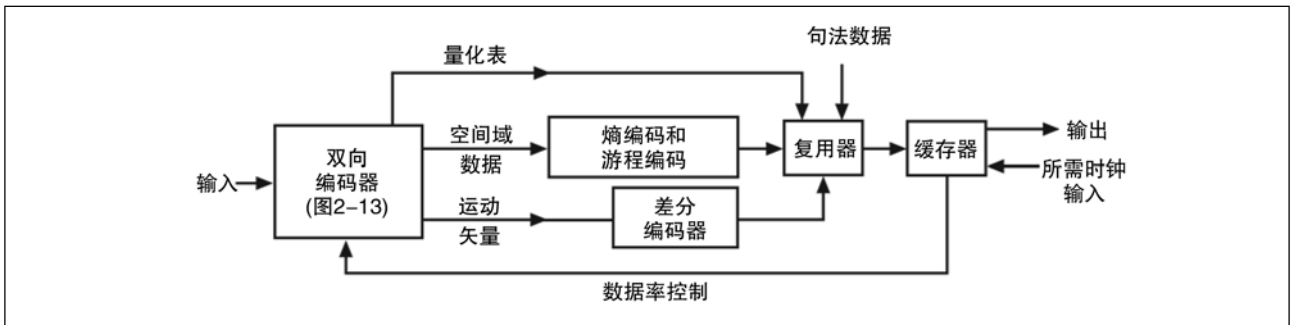 句法数据
量化表
空间域
数据
熵编码和
游程编码
复用器
缓存器
输出
所需时钟
输入
输入
双向
编码器
(图2-13)
运动
矢量
差分
编码器
数据率控制